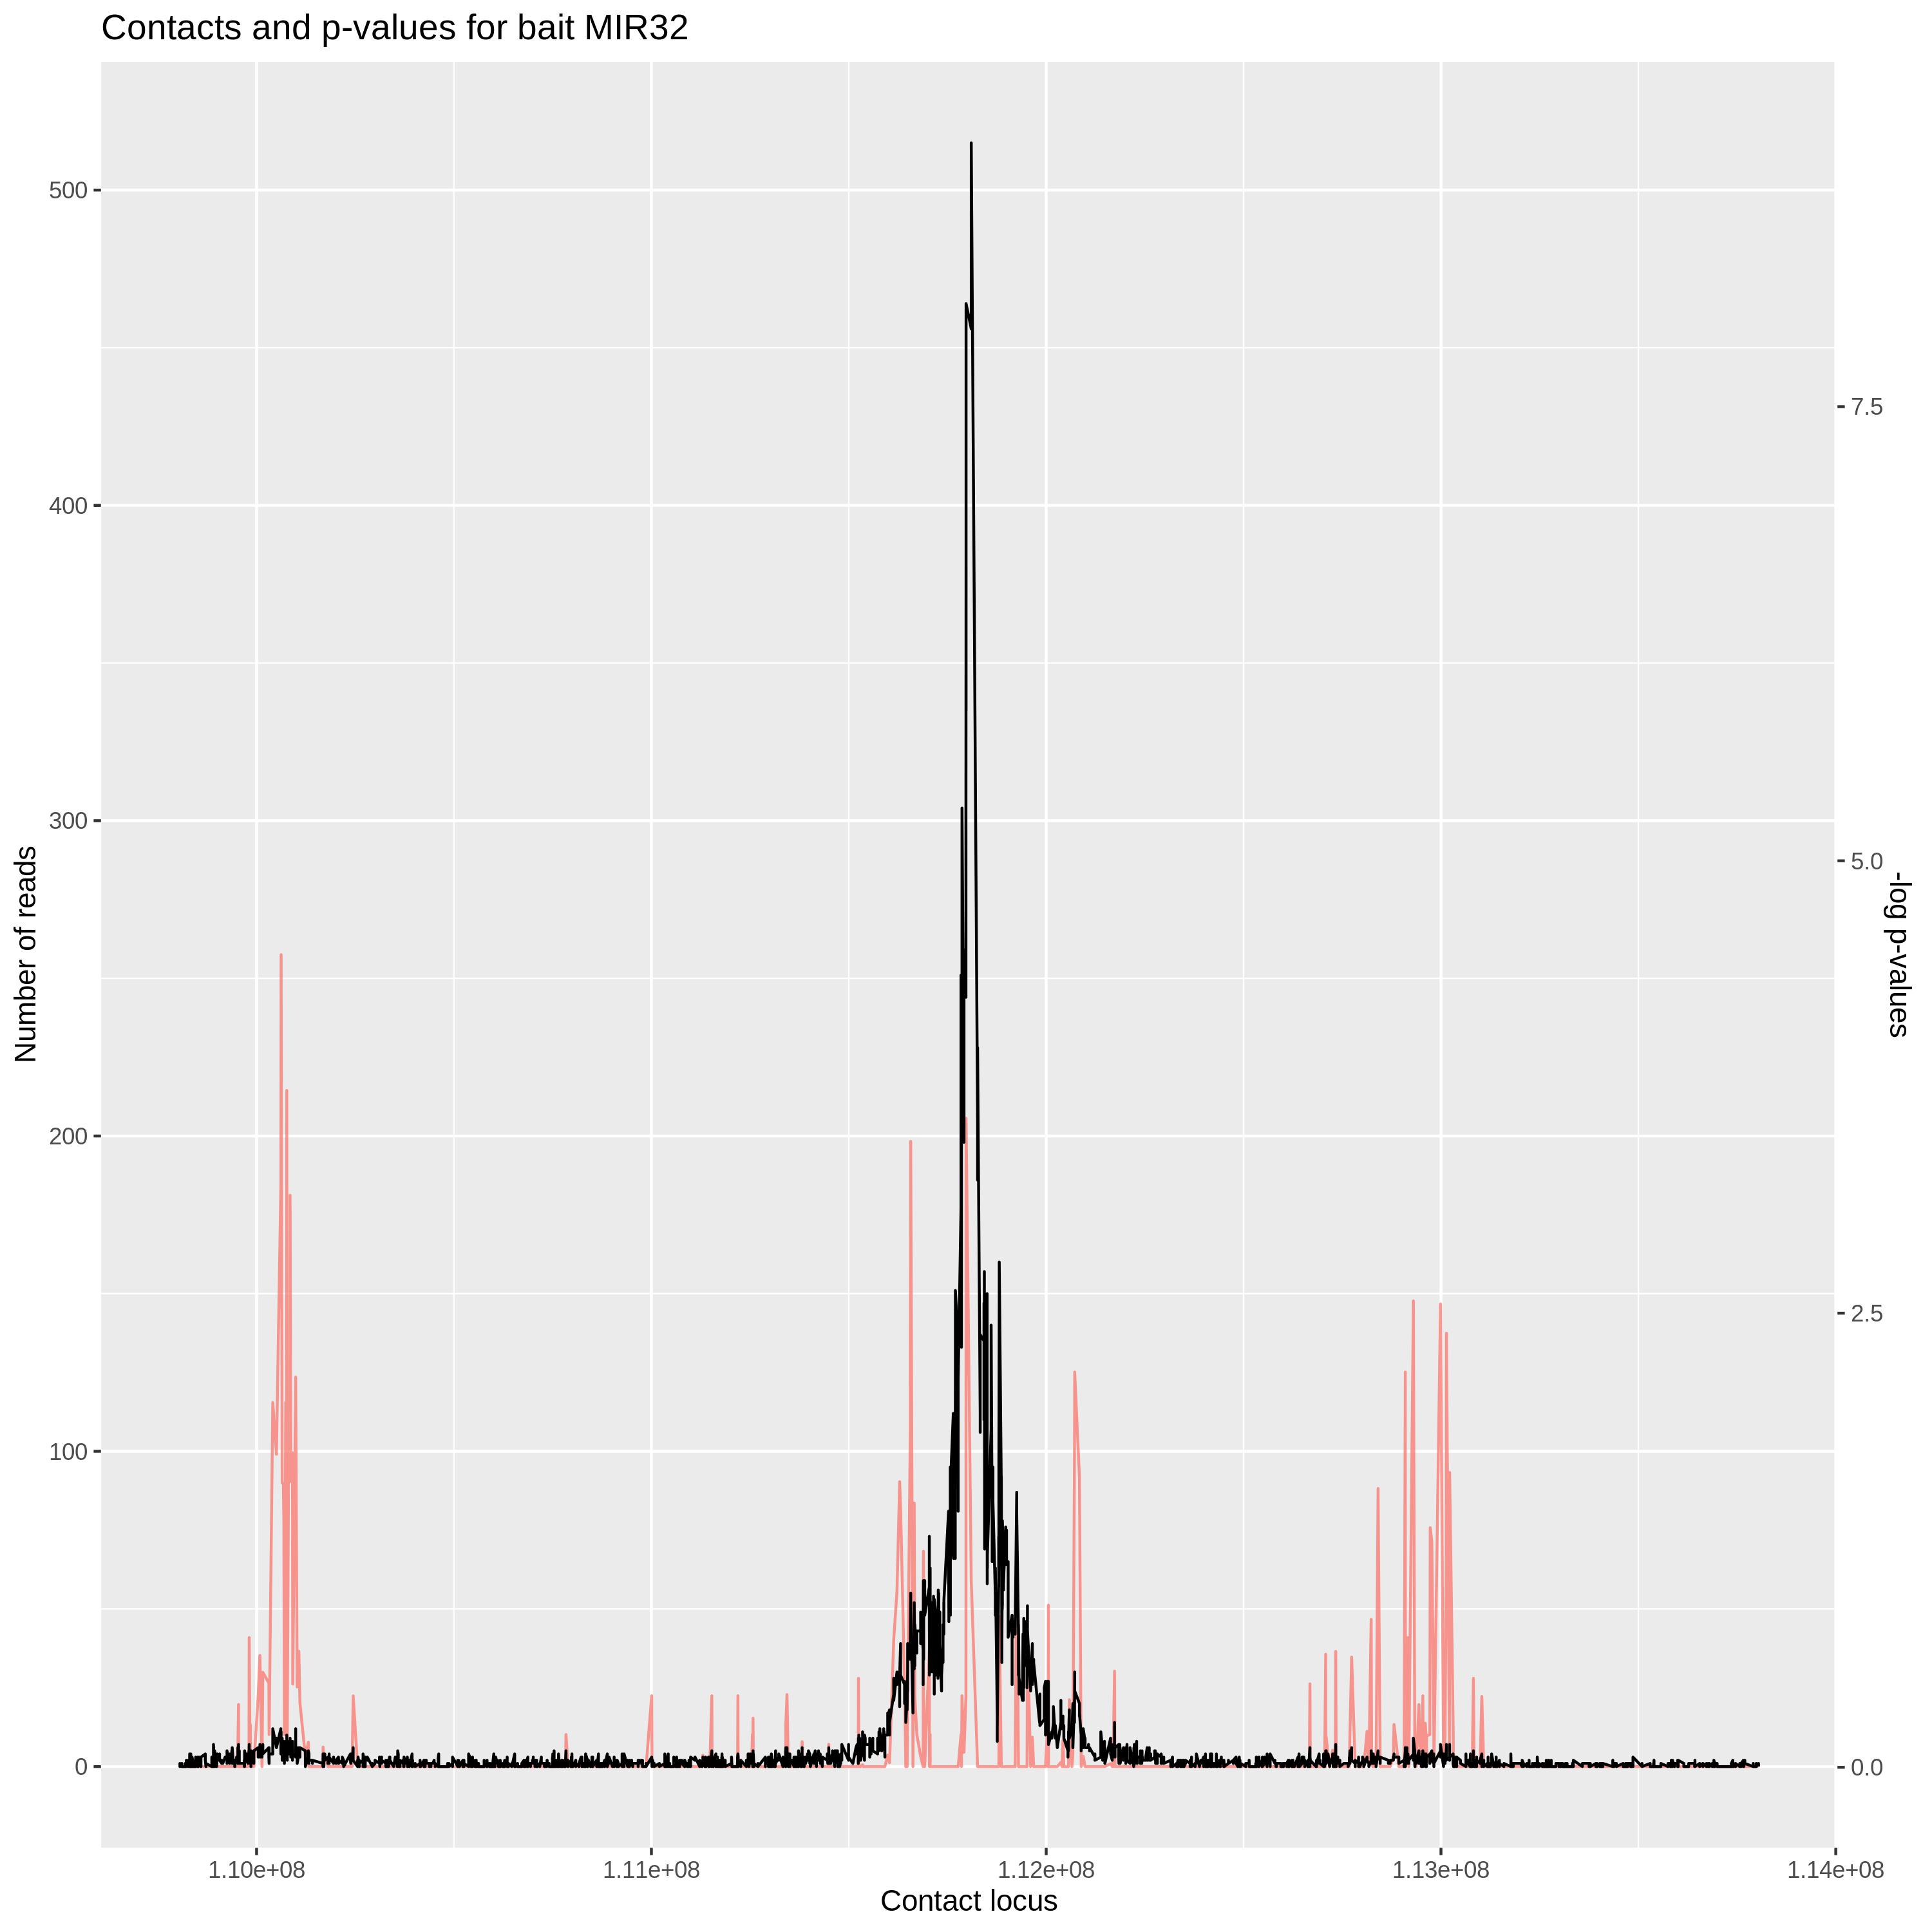 Contacts and p-values for bait MIR32
Number of reads
500
400
300
200
100
0
7.5
5.0
2.5
0.0
-log p-values
1.10e+08
1.11e+08
1.12e+08
1.13e+08
1.14e+08
Contact locus